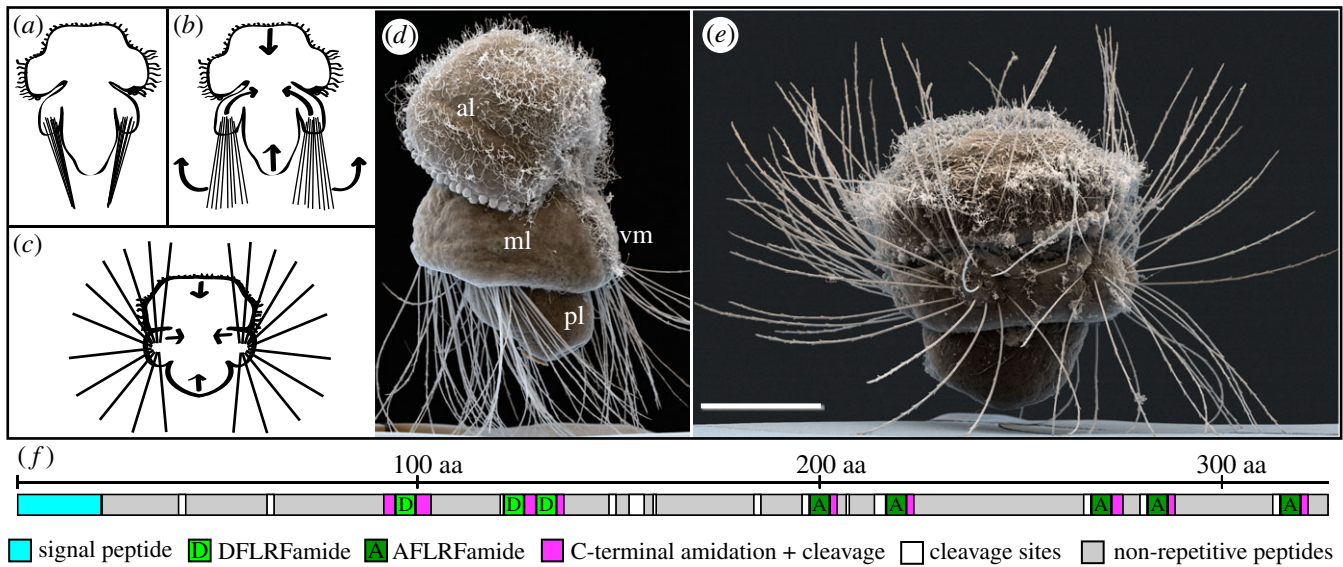 (a)
(b)
(c)
(d)
al
ml
vm
pl
(e)
(f)
100 aa
200 aa
300 aa
D
D
D
A
A
A
A
A
signal peptide
D DFLRFamide
A AFLRFamide
C-terminal amidation + cleavage
cleavage sites
non-repetitive peptides